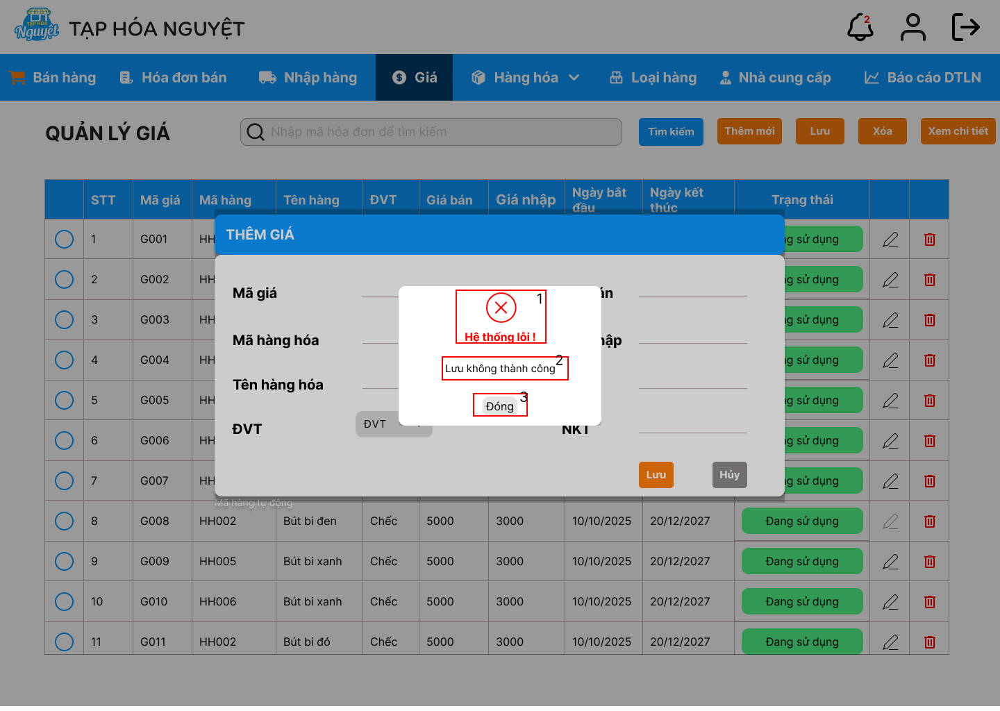 TẠP HÓA
Nguyệt
TẠP HÓA NGUYỆT
2
Bán hàng
Hóa đơn bán
Nhập hàng
Giá
Hàng hóa
Loại hàng
Nhà cung cấp
Báo cáo DTLN
QUẢN LÝ GIÁ
Nhập mã hóa đơn để tìm kiếm
Tìm kiếm
Thêm mới
Lưu
Xóa
Xem chi tiết
STT Mã giá Mã hàng Tên hàng ĐVT Giá bán Giá nhập Ngày bắt đầu Ngày kết thúc Trạng thái
1 G001 HH ng sử dụng
2 G002 HH ng sử dụng
3 G003 HH ng sử dụng
4 G004 HH ng sử dụng
5 G005 HH ng sử dụng
6 G006 HH ng sử dụng
7 G007 HH ng sử dụng
THÊM GIÁ
Mã giá
án
Mã hàng hóa
hập
Tên hàng hóa
ĐVT
ĐVT
NKT
Lưu
Hủy
1
Hệ thống lỗi !
Lưu không thành công
2
Đóng
3
Mã hàng tự động
8 G008 HH002 Bút bi đen Chếc 5000 3000 10/10/2025 20/12/2027 Đang sử dụng
9 G009 HH005 Bút bi xanh Chếc 5000 3000 10/10/2025 20/12/2027 Đang sử dụng
10 G010 HH006 Bút bi xanh Chếc 5000 3000 10/10/2025 20/12/2027 Đang sử dụng
11 G011 HH002 Bút bi đỏ Chếc 5000 3000 10/10/2025 20/12/2027 Đang sử dụng